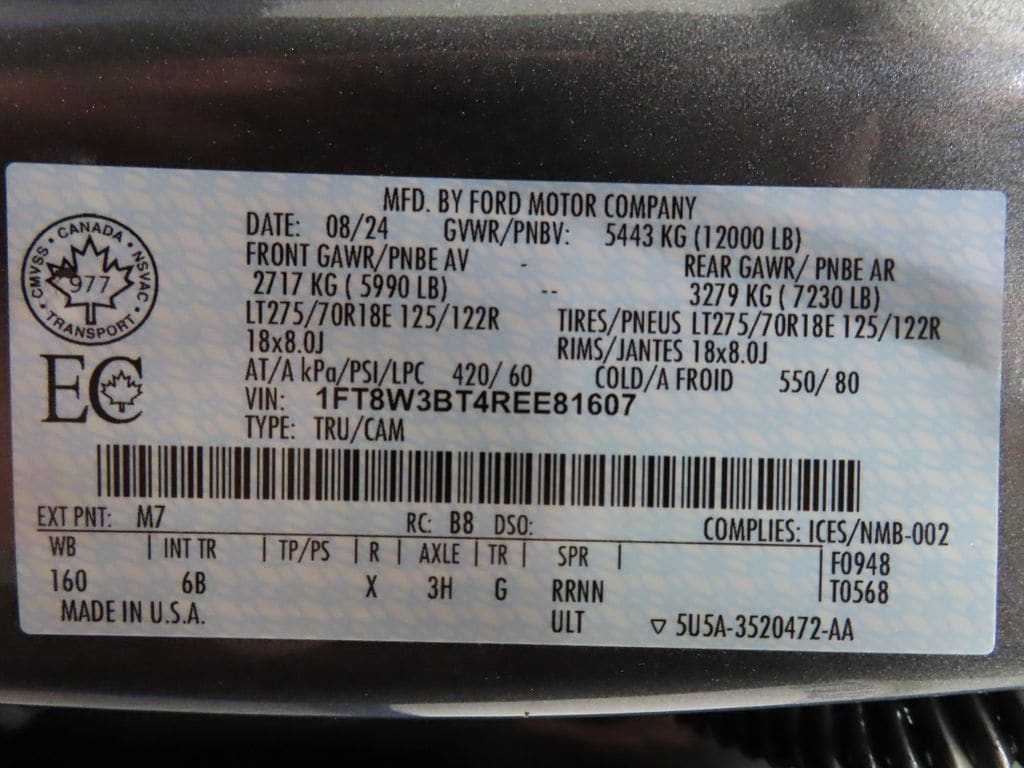 MFD. BY FORD MOTOR COMPANY
DATE: 08/24 GVWR/PNBV: 5443 KG (12000 LB)
FRONT GAWR/PNBE AV - REAR GAWR/ PNBE AR
2717 KG ( 5990 LB) -- 3279 KG ( 7230 LB)
LT275/70R18E 125/122R TIRES/PNEUS LT275/70R18E 125/122R
18x8.0J RIMS/JANTES 18x8.0J
AT/A kPa/PSI/LPC 420/ 60 COLD/A FROID 550/ 80
VIN: 1FT8W3BT4REE81607
TYPE: TRU/CAM
CANADA
CMVSS • NSVAC
977
TRANSPORT
EC
EXT PNT: M7 RC: B8 DSO: COMPLIES: ICES/NMB-002
WB | INT TR | TP/PS | R | AXLE | TR | SPR | F0948
160 6B X 3H G RRNN T0568
MADE IN U.S.A. ULT ▽ 5U5A-3520472-AA